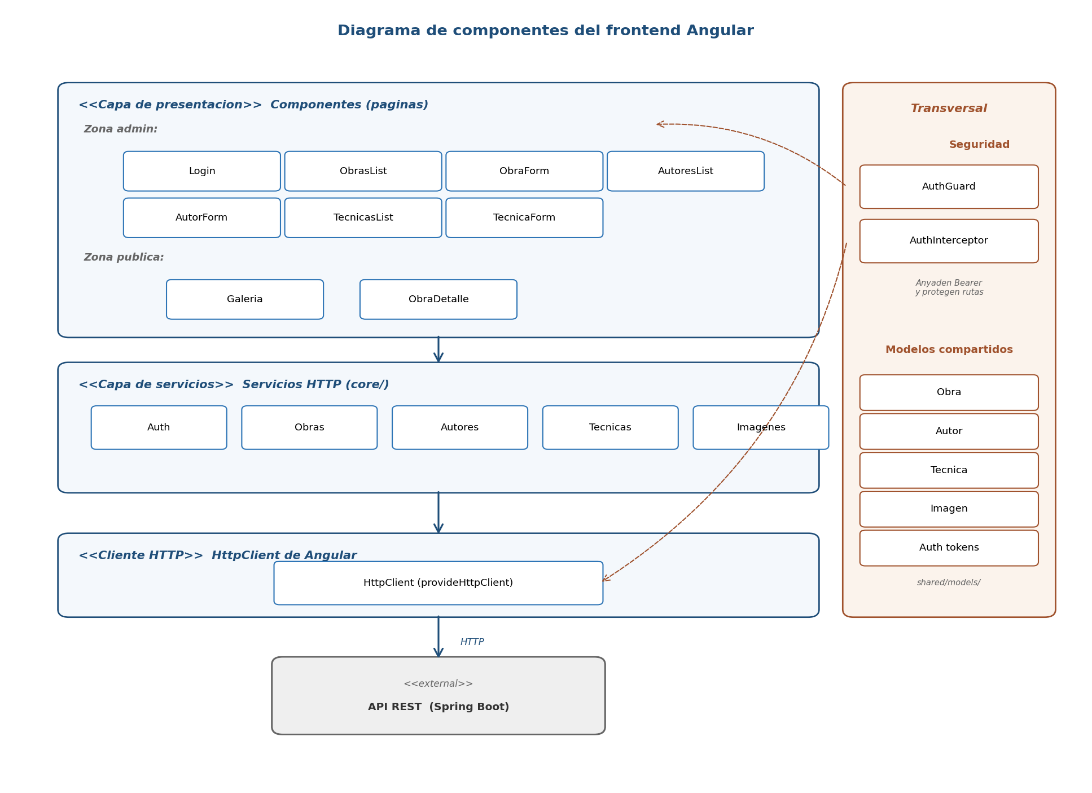 Diagrama de componentes del frontend Angular
<<Capa de presentacion>>  Componentes (paginas)
Zona admin:
Login
ObrasList
ObraForm
AutoresList
AutorForm
TecnicasList
TecnicaForm
Zona publica:
Galeria
ObraDetalle
<<Capa de servicios>>  Servicios HTTP (core/)
Auth
Obras
Autores
Tecnicas
Imagenes
<<Cliente HTTP>>  HttpClient de Angular
HttpClient (provideHttpClient)
HTTP
<<external>>
API REST  (Spring Boot)
Transversal
Seguridad
AuthGuard
AuthInterceptor
Anyaden Bearer
y protegen rutas
Modelos compartidos
Obra
Autor
Tecnica
Imagen
Auth tokens
shared/models/